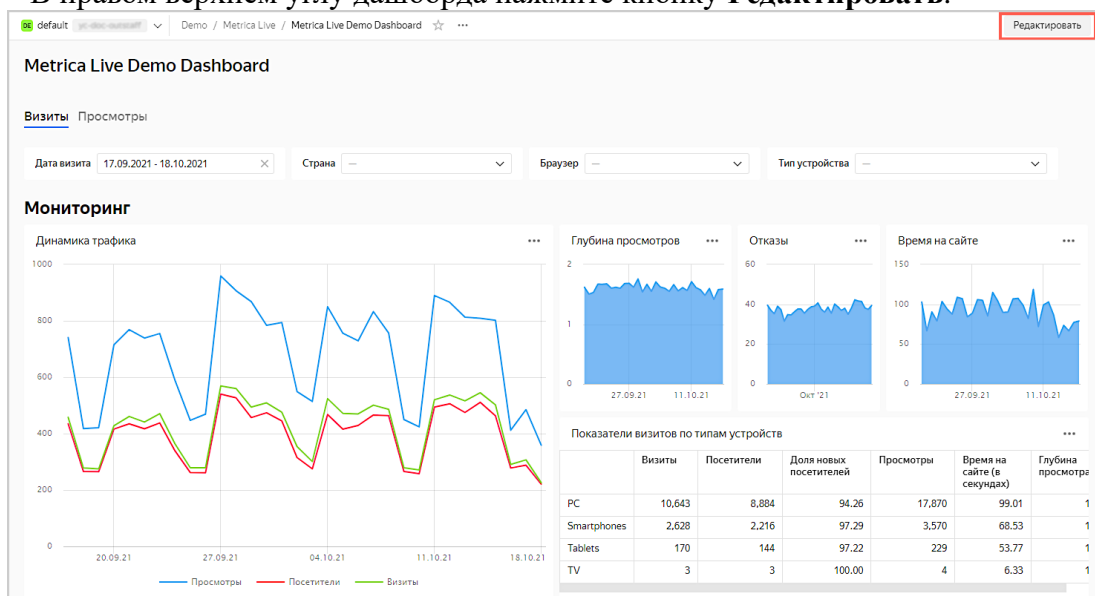 В правом верхнем углу дашборда нажмите кнопку Редактировать.
DE default Demo / Metrica Live / Metrica Live Demo Dashboard ☆ ··· Редактировать
Metrica Live Demo Dashboard
Визиты Просмотры
Дата визита 17.09.2021 - 18.10.2021 × Страна — Браузер — Тип устройства —
Мониторинг
Динамика трафика ···
1000
800
600
400
200
0
20.09.21 27.09.21 04.10.21 11.10.21 18.10.21
Просмотры Посетители Визиты
Глубина просмотров ···
2
1
0
27.09.21 11.10.21
Отказы ···
60
40
20
0
Окт '21
Время на сайте ···
150
100
50
0
27.09.21 11.10.21
Показатели визитов по типам устройств ···
Визиты Посетители Доля новых Просмотры Время на Глубина
посетителей сайте (в просмотра
секундах)
PC 10,643 8,884 94.26 17,870 99.01 1
Smartphones 2,628 2,216 97.29 3,570 68.53 1
Tablets 170 144 97.22 229 53.77 1
TV 3 3 100.00 4 6.33 1